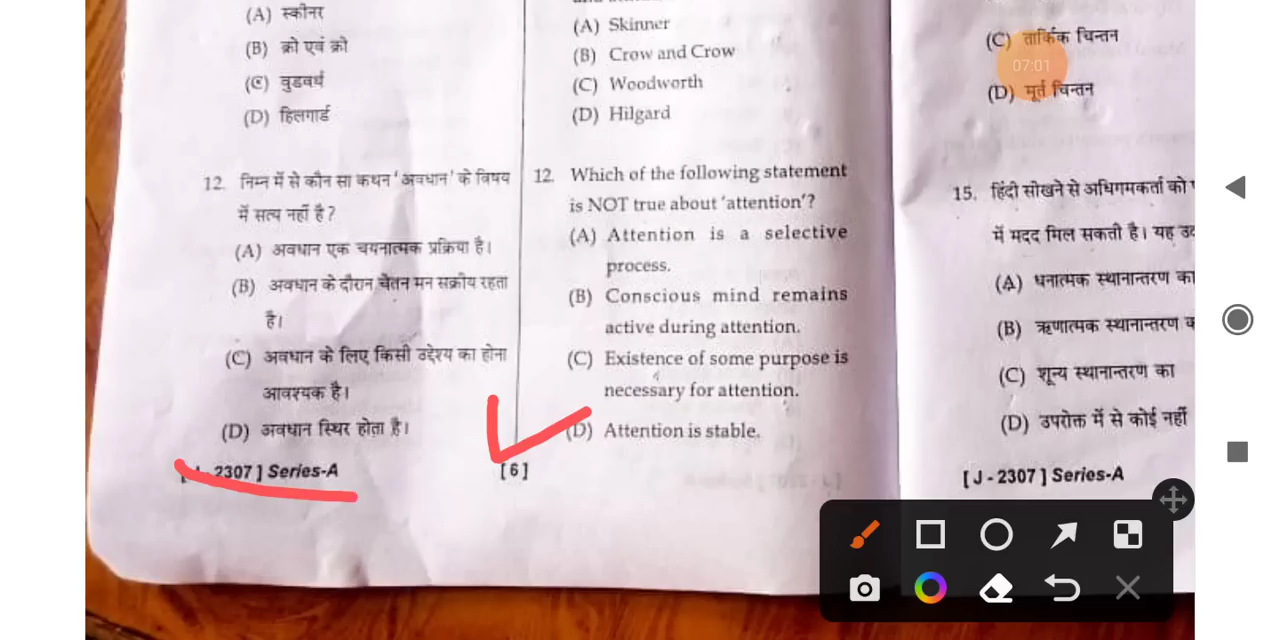 (A) स्कीनर
(B) क्रो एवं क्रो
(C) वुडवर्थ
(D) हिलगार्ड
12. निम्न में से कौन सा कथन ‘अवधान’ के विषय
में सत्य नहीं है?
(A) अवधान एक चयनात्मक प्रक्रिया है।
(B) अवधान के दौरान चेतन मन सक्रीय रहता
है।
(C) अवधान के लिए किसी उद्देश्य का होना
आवश्यक है।
(D) अवधान स्थिर होता है।
2307 ] Series-A
[ 6 ]
(A) Skinner
(B) Crow and Crow
(C) Woodworth
(D) Hilgard
12. Which of the following statement
is NOT true about ‘attention’?
(A) Attention is a selective
process.
(B) Conscious mind remains
active during attention.
(C) Existence of some purpose is
necessary for attention.
(D) Attention is stable.
(C) तार्किक चिन्तन
07:01
(D) मूर्त चिन्तन
15. हिंदी सीखने से अधिगमकर्ता को
में मदद मिल सकती है। यह
(A) धनात्मक स्थानान्तरण का
(B) ऋणात्मक स्थानान्तरण
(C) शून्य स्थानान्तरण का
(D) उपरोक्त में से कोई नहीं
[ J - 2307 ] Series-A